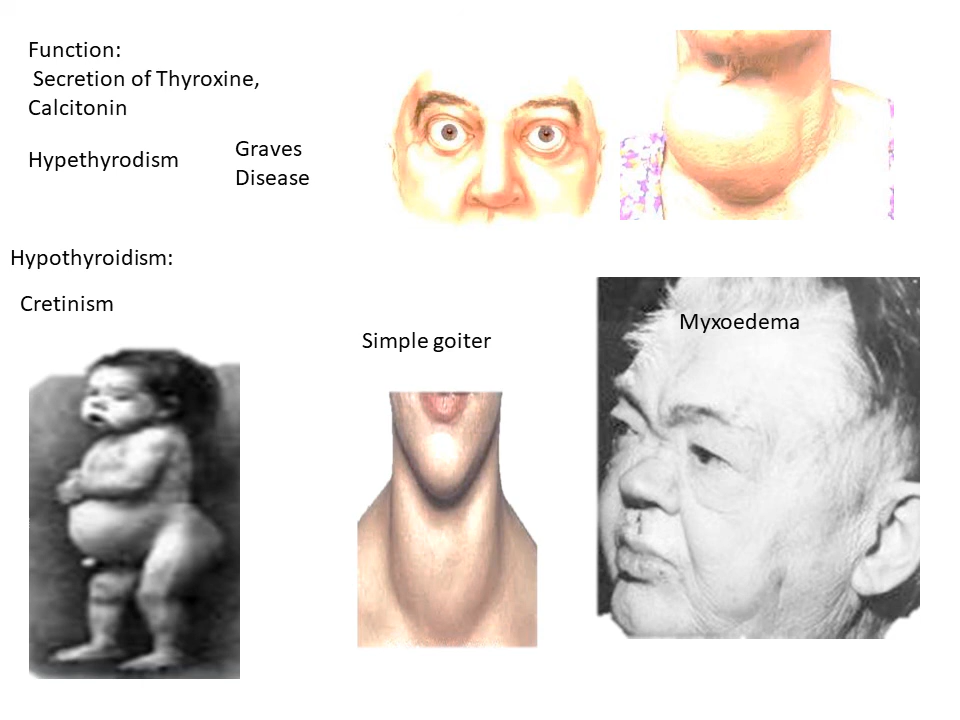 Function:
Secretion of Thyroxine,
Calcitonin
Hypethyrodism
Graves
Disease
Hypothyroidism:
Cretinism
Simple goiter
Myxoedema